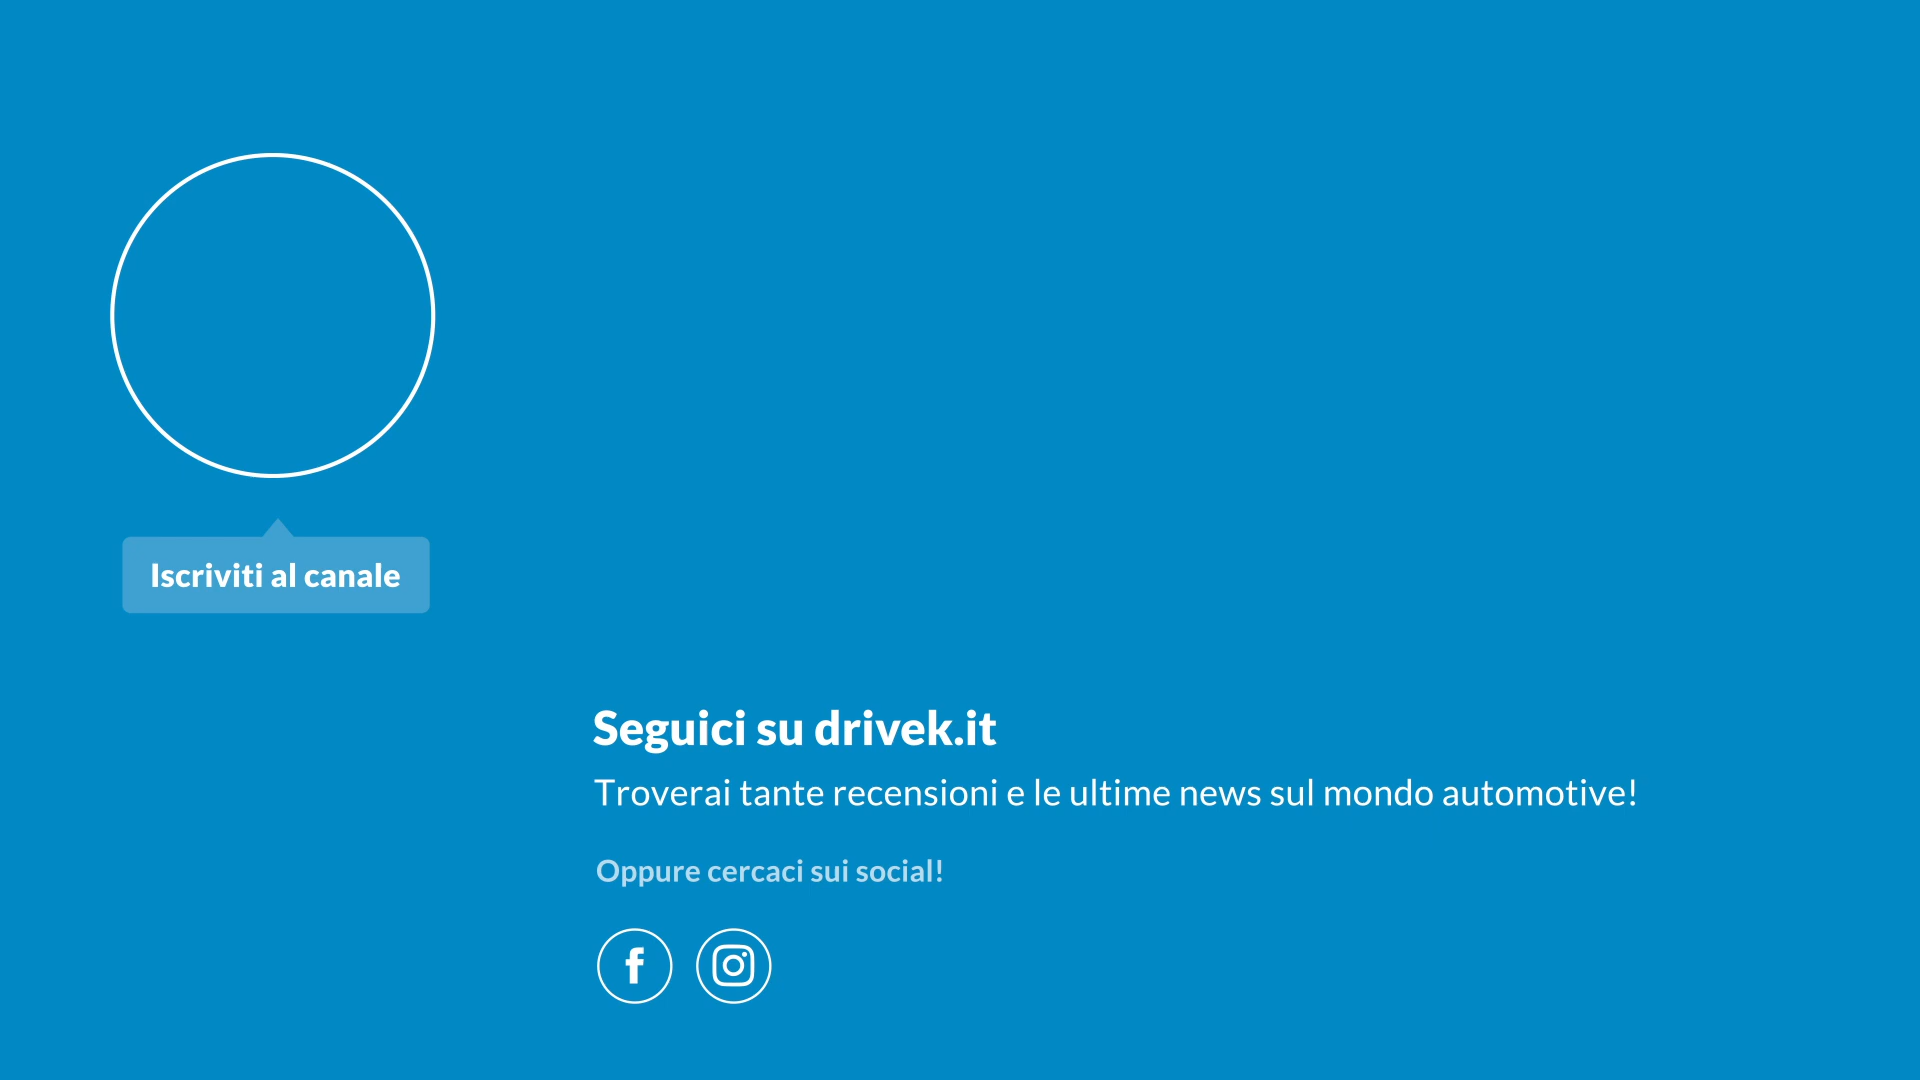 Iscriviti al canale
Seguici su drivek.it
Troverai tante recensioni e le ultime news sul mondo automotive!
Oppure cercaci sui social!